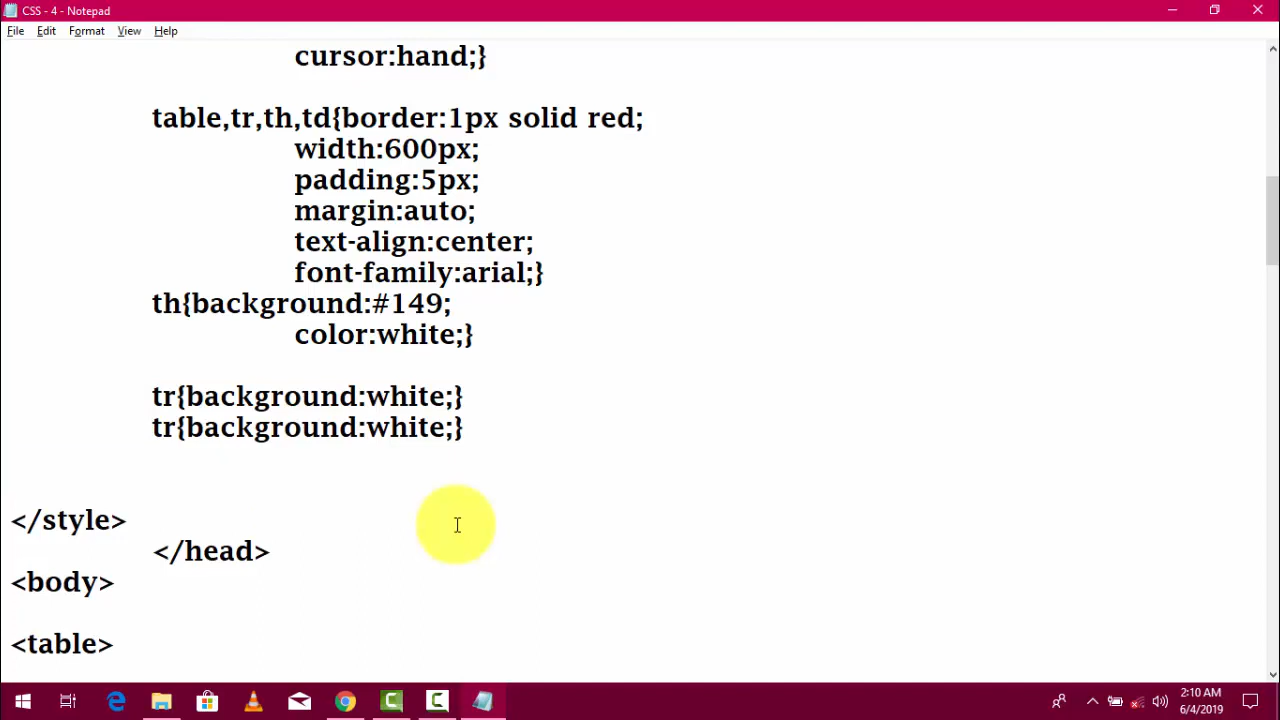 CSS - 4 - Notepad
File Edit Format View Help
cursor:hand;}
table,tr,th,td{border:1px solid red;
width:600px;
padding:5px;
margin:auto;
text-align:center;
font-family:arial;}
th{background:#149;
color:white;}
tr{background:white;}
tr{background:white;}
</style>
</head>
<body>
<table>
2:10 AM
6/4/2019